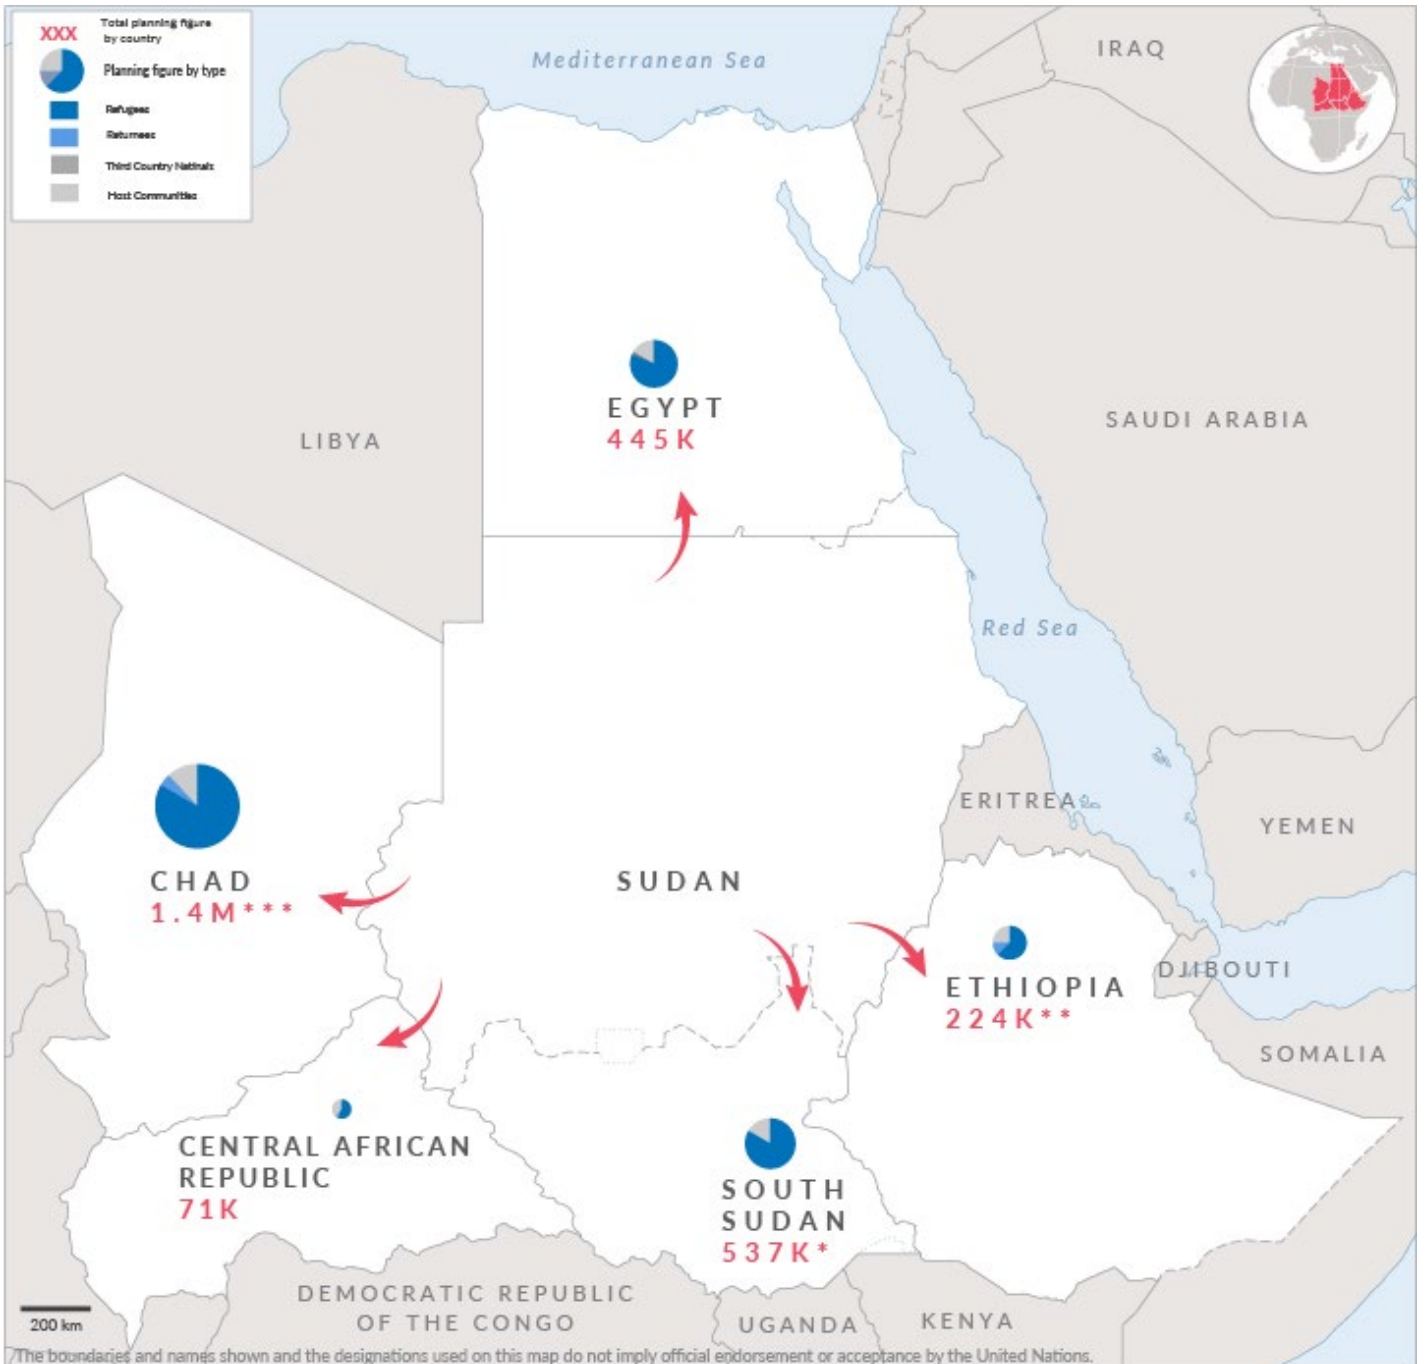 XXX
Total planning figure
by country
Planning figure by type
Refugees
Returnees
Third Country Natinals
Host Communities
Mediterranean Sea
IRAQ
EGYPT
445K
LIBYA
SAUDI ARABIA
Red Sea
ERITREA
YEMEN
CHAD
1.4M***
SUDAN
DJIBOUTI
ETHIOPIA
224K**
SOMALIA
CENTRAL AFRICAN
REPUBLIC
71K
SOUTH
SUDAN
537K*
DEMOCRATIC REPUBLIC
OF THE CONGO
UGANDA
KENYA
200 km
The boundaries and names shown and the designations used on this map do not imply official endorsement or acceptance by the United Nations.